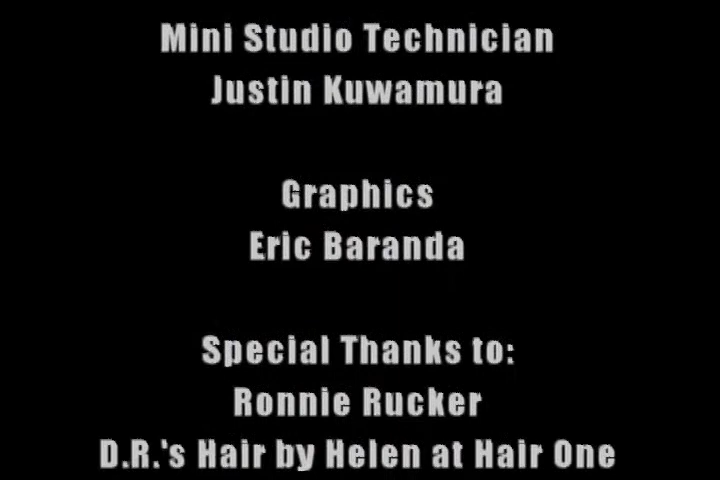 Mini Studio Technician
Justin Kuwamura
Graphics
Eric Baranda
Special Thanks to:
Ronnie Rucker
D.R.'s Hair by Helen at Hair One